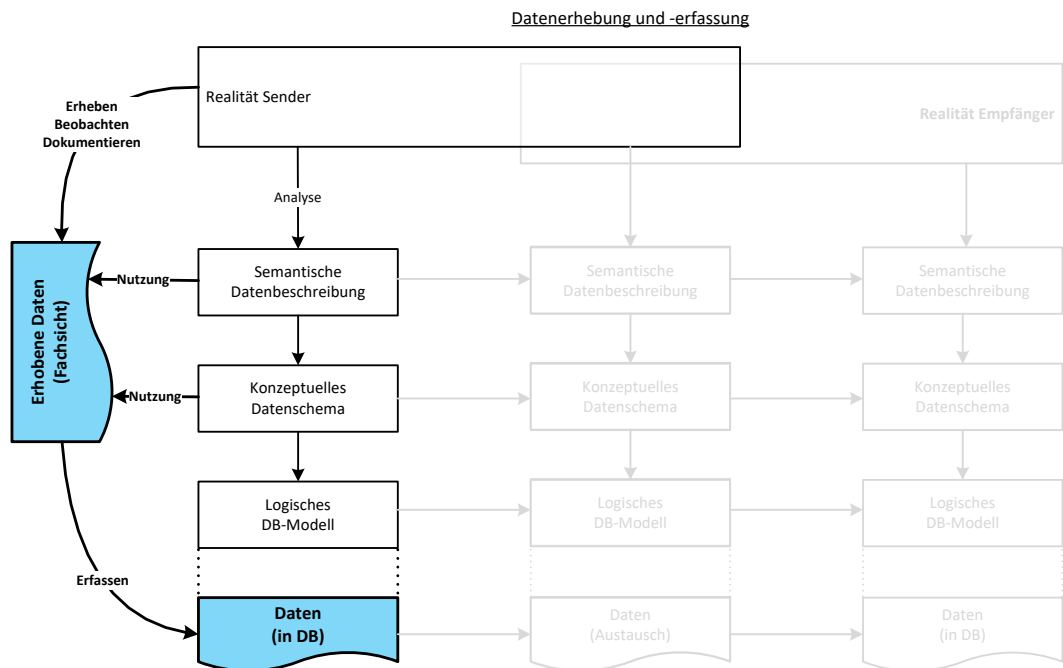 Datenerhebung und -erfassung
Realität Sender
Realität Empfänger
Erheben
Beobachten
Dokumentieren
Analyse
Erhobene Daten
(Fachsicht)
Nutzung
Semantische
Datenbeschreibung
Semantische
Datenbeschreibung
Semantische
Datenbeschreibung
Nutzung
Konzeptuelles
Datenschema
Konzeptuelles
Datenschema
Konzeptuelles
Datenschema
Logisches
DB-Modell
Logisches
DB-Modell
Logisches
DB-Modell
Erfassen
Daten
(in DB)
Daten
(Austausch)
Daten
(in DB)